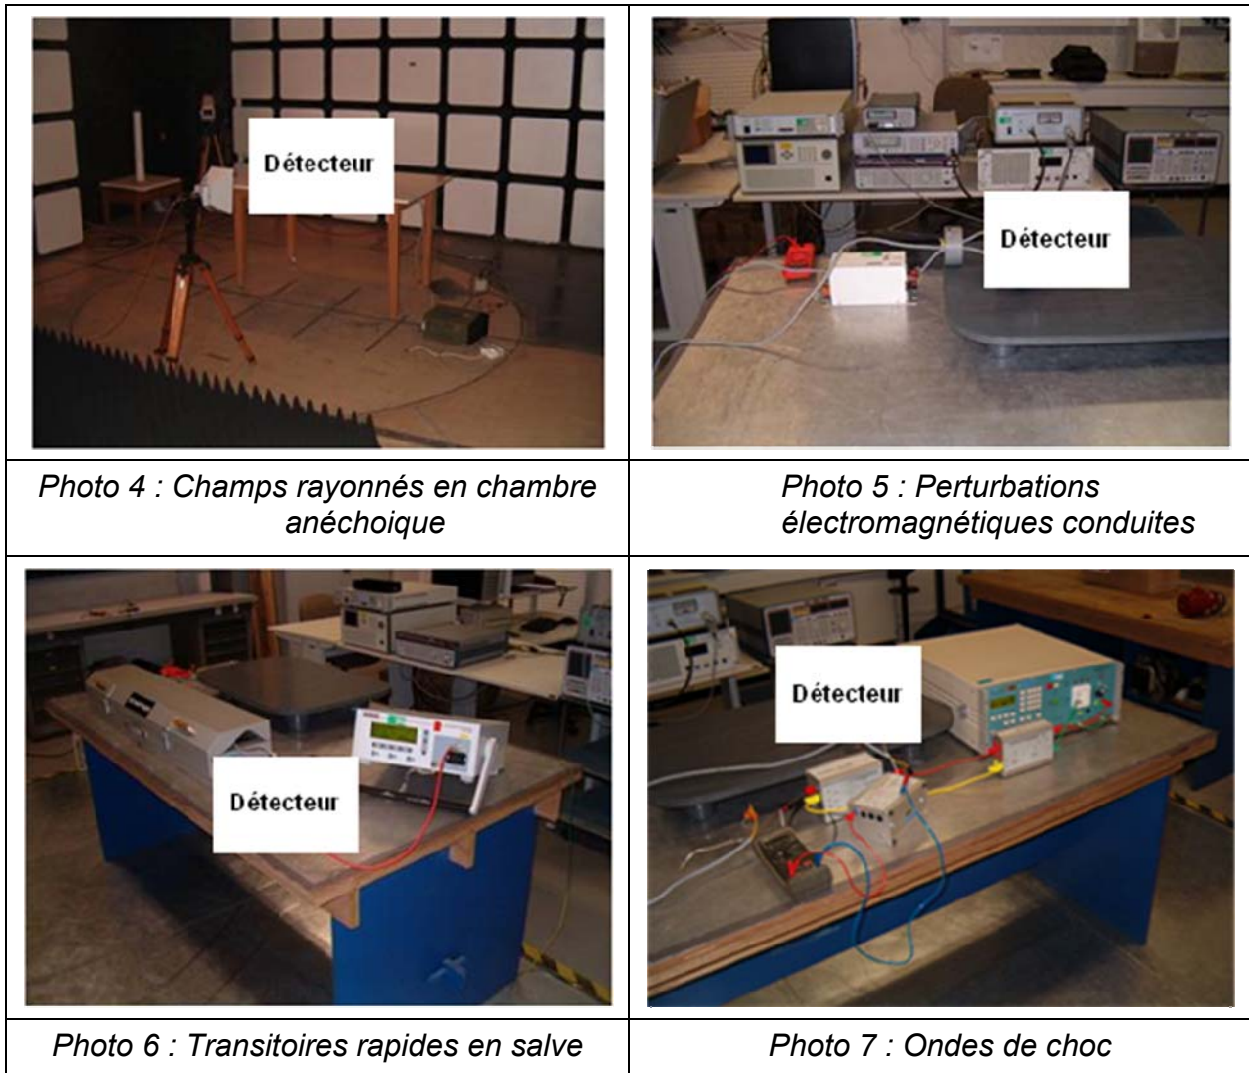 Détecteur
Détecteur
Photo 4 : Champs rayonnés en chambre
anéchoique
Photo 5 : Perturbations
électromagnétiques conduites
Détecteur
Détecteur
Photo 6 : Transitoires rapides en salve
Photo 7 : Ondes de choc